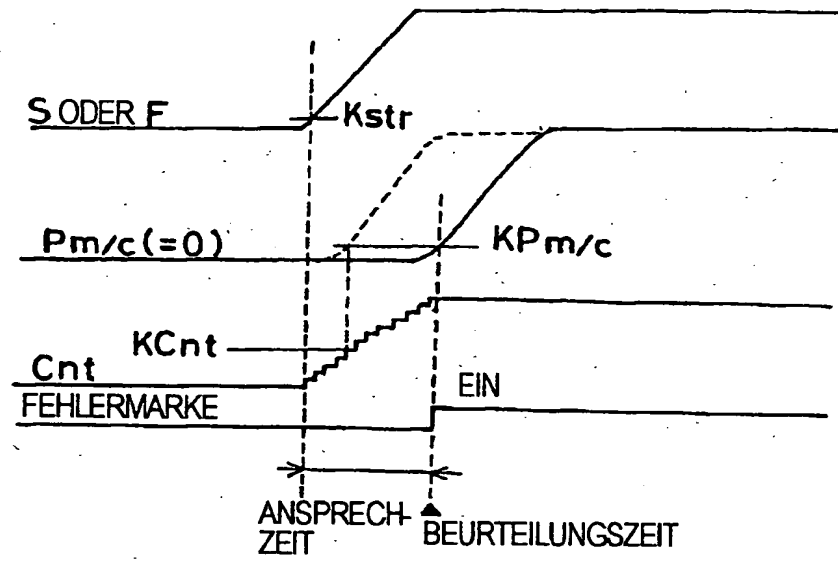 S ODER F
Kstr
Pm/c(=0)
KPm/c
KCnt
Cnt
EIN
FEHLERMARKE
ANSPRECH-
ZEIT
BEURTEILUNGSZEIT